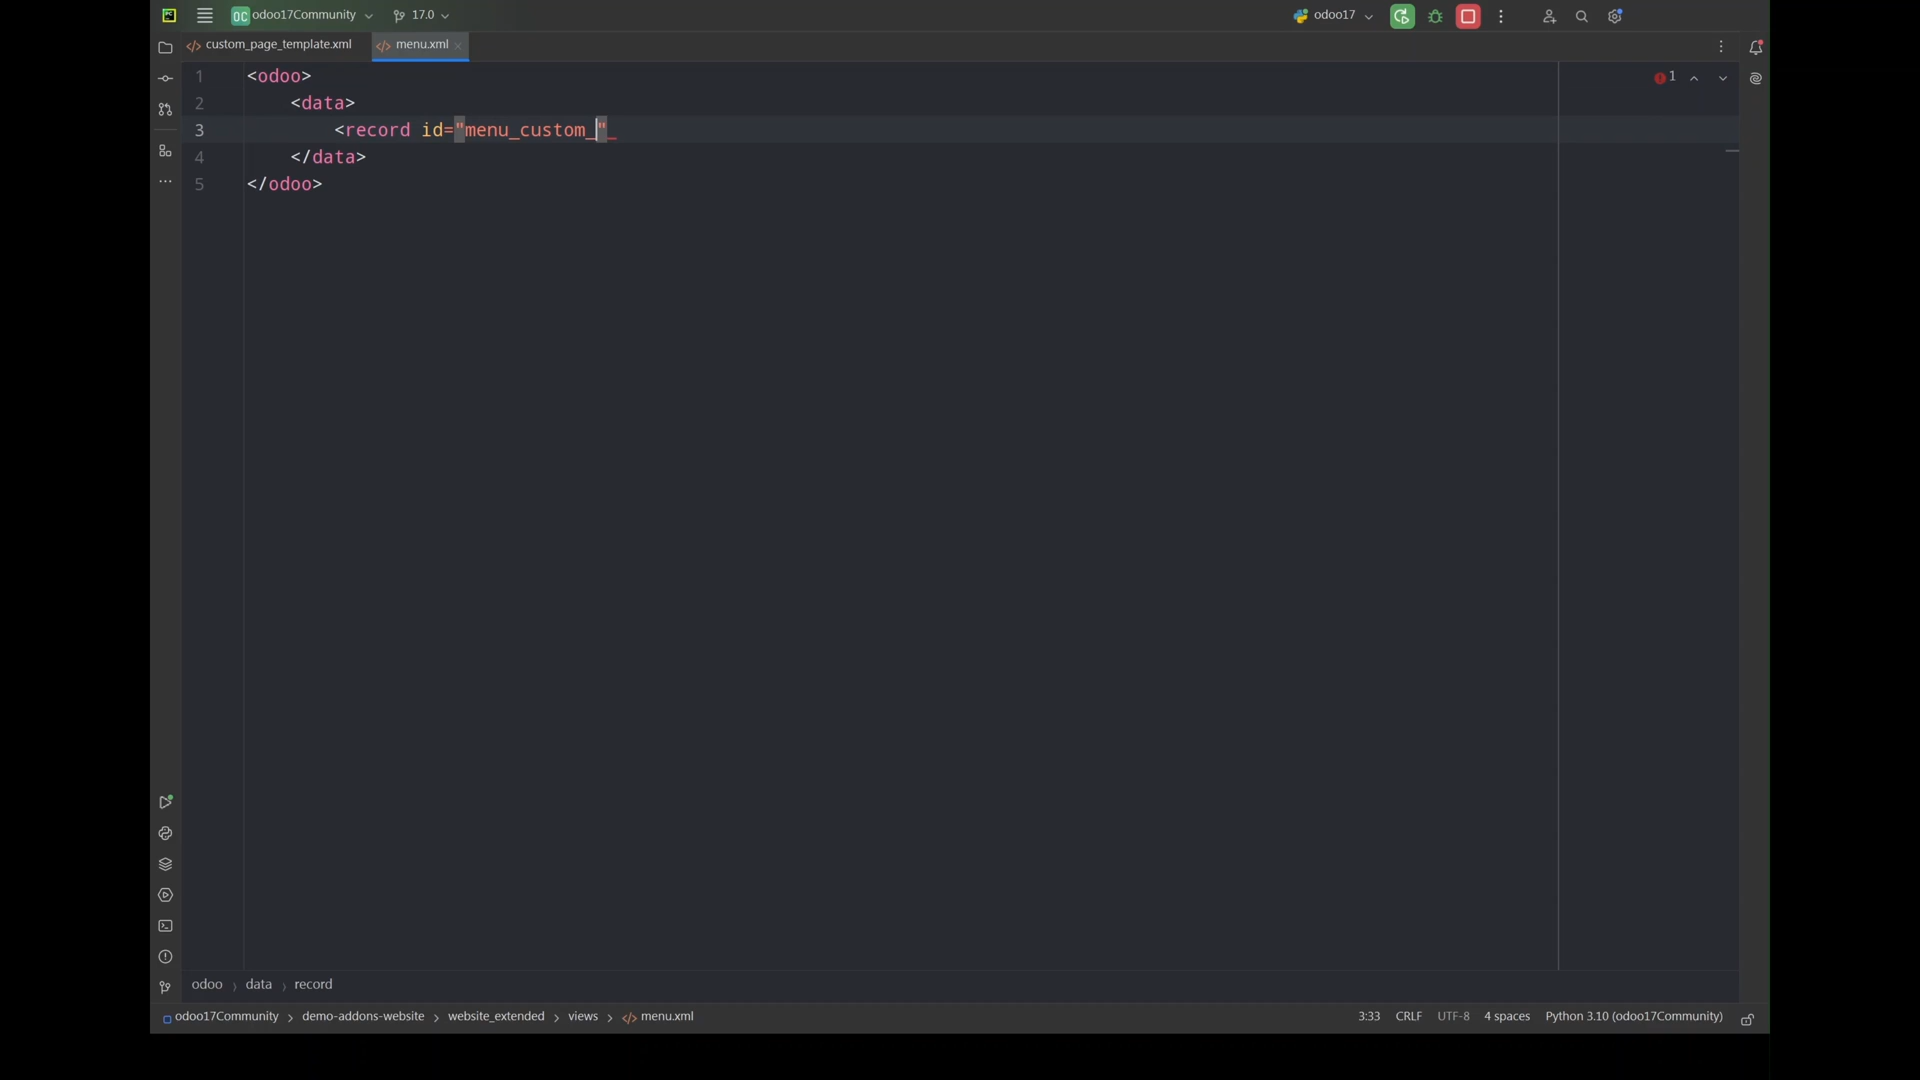 OC odoo17Community 17.0 odoo17
custom_page_template.xml menu.xml
1 <odoo> 1
2 <data>
3 <record id="menu_custom_"
4 </data>
5 </odoo>
odoo › data › record
odoo17Community › demo-addons-website › website_extended › views › menu.xml 3:33 CRLF UTF-8 4 spaces Python 3.10 (odoo17Community)